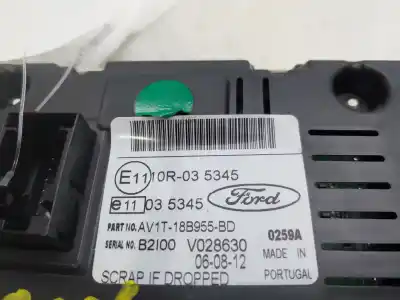 E11 10R-03 5345
e11 03 5345
Ford
PART NO. AV1T-18B955-BD
SERIAL NO. B2I00 V028630 0259A
06-08-12 MADE IN
SCRAP IF DROPPED PORTUGAL